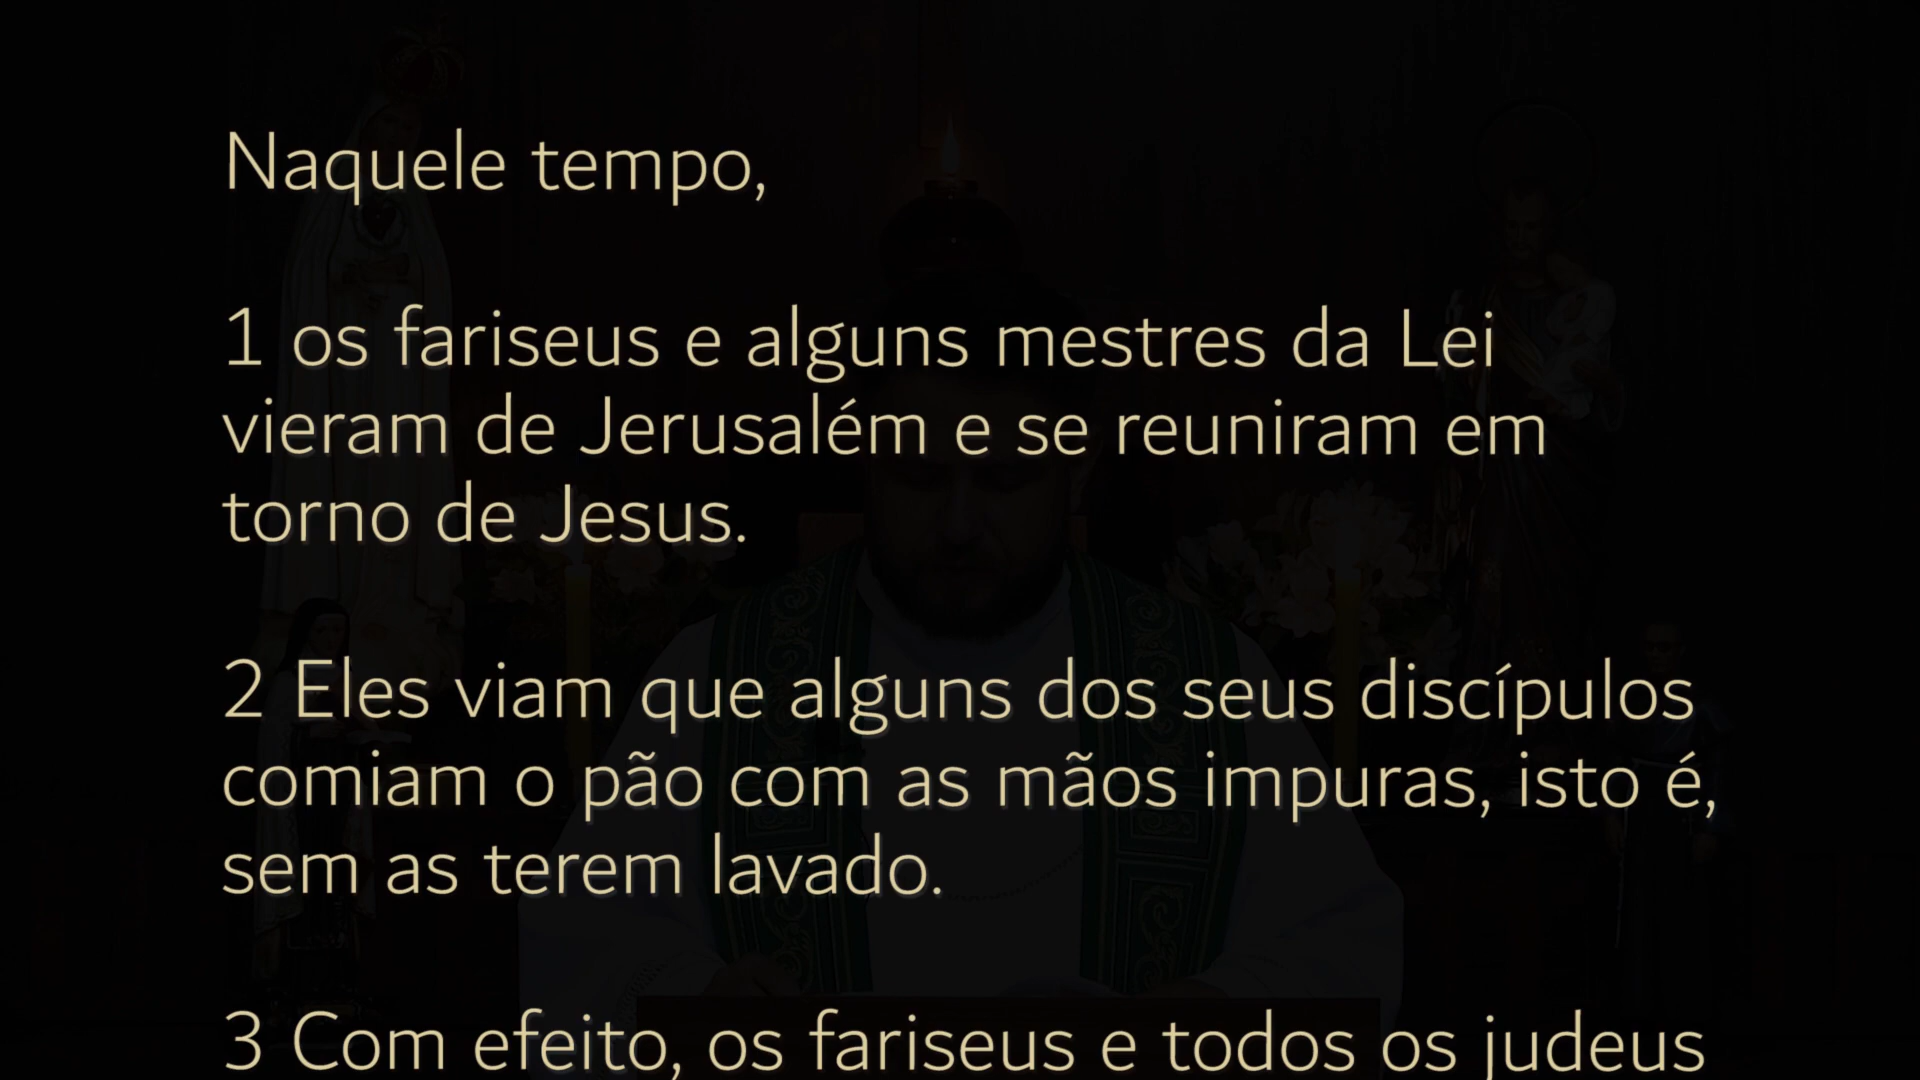 Naquele tempo,
1 os fariseus e alguns mestres da Lei
vieram de Jerusalém e se reuniram em
torno de Jesus.
2 Eles viam que alguns dos seus discípulos
comiam o pão com as mãos impuras, isto é,
sem as terem lavado.
3 Com efeito, os fariseus e todos os judeus